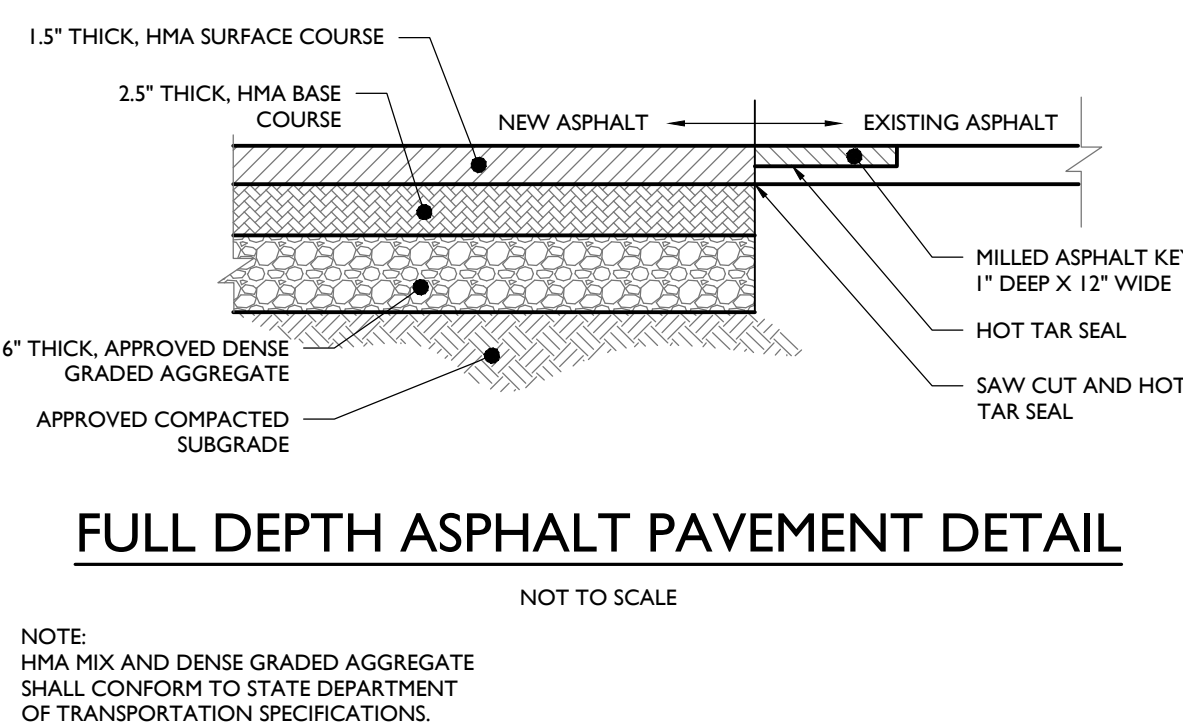 1.5" THICK, HMA SURFACE COURSE
2.5" THICK, HMA BASE
COURSE
NEW ASPHALT
EXISTING ASPHALT
MILLED ASPHALT KEY
1" DEEP X 12" WIDE
HOT TAR SEAL
SAW CUT AND HOT
TAR SEAL
6" THICK, APPROVED DENSE
GRADED AGGREGATE
APPROVED COMPACTED
SUBGRADE
FULL DEPTH ASPHALT PAVEMENT DETAIL
NOT TO SCALE
NOTE:
HMA MIX AND DENSE GRADED AGGREGATE
SHALL CONFORM TO STATE DEPARTMENT
OF TRANSPORTATION SPECIFICATIONS.